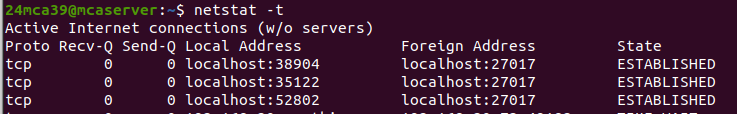 24mca39@mcaserver:~$ netstat -t
Active Internet connections (w/o servers)
Proto Recv-Q Send-Q Local Address Foreign Address State
tcp 0 0 localhost:38904 localhost:27017 ESTABLISHED
tcp 0 0 localhost:35122 localhost:27017 ESTABLISHED
tcp 0 0 localhost:52802 localhost:27017 ESTABLISHED